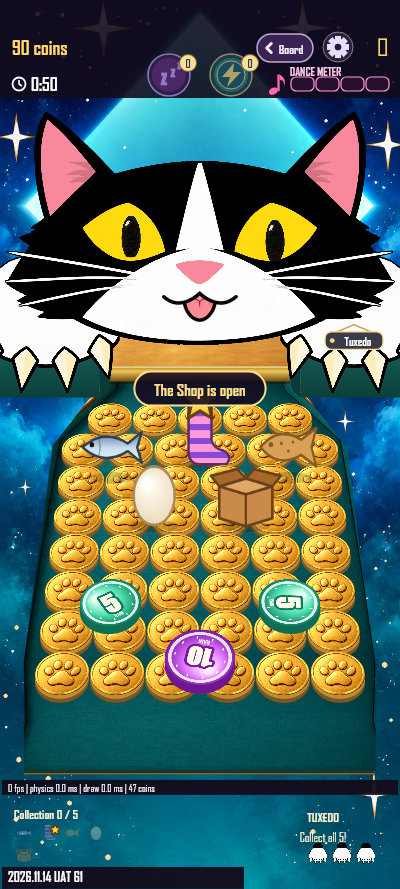 90 coins
Board
0
0
0:50
DANCE METER
Tuxedo
The Shop is open
5
5
10
0 fps | physics 0.0 ms | draw 0.0 ms | 47 coins
Collection 0 / 5
TUXEDO
Collect all 5!
2026.11.14 UAT 61